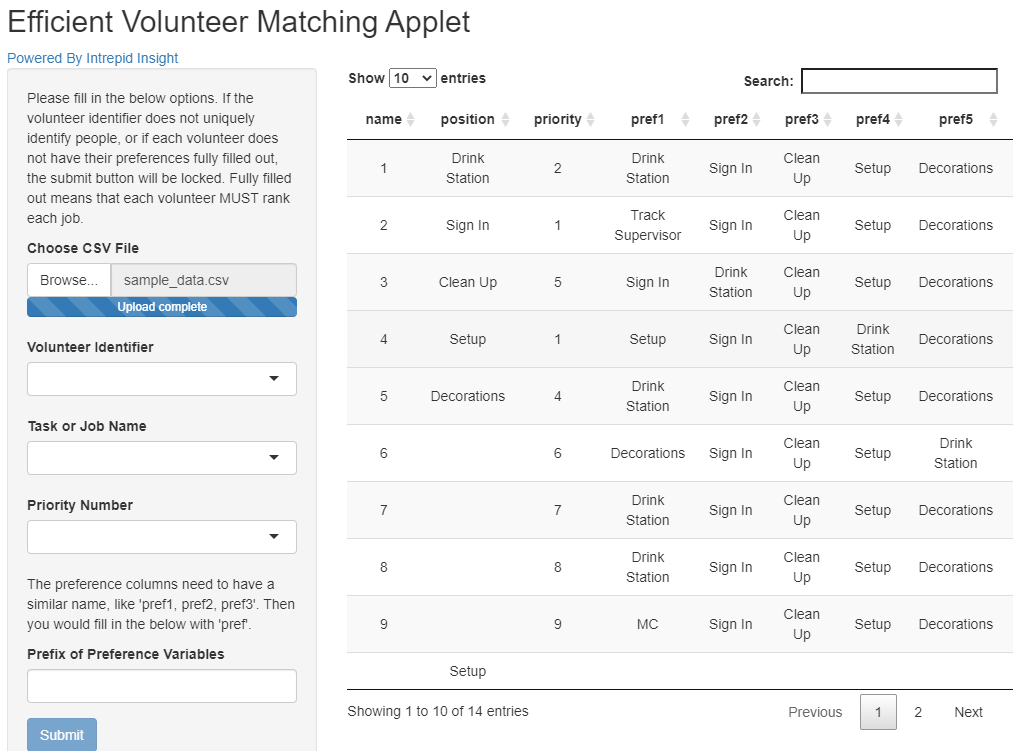 Efficient Volunteer Matching Applet
Powered By Intrepid Insight
Please fill in the below options. If the
volunteer identifier does not uniquely
identify people, or if each volunteer does
not have their preferences fully filled out,
the submit button will be locked. Fully filled
out means that each volunteer MUST rank
each job.
Choose CSV File
Browse... sample_data.csv
Upload complete
Volunteer Identifier
Task or Job Name
Priority Number
The preference columns need to have a
similar name, like 'pref1, pref2, pref3'. Then
you would fill in the below with 'pref'.
Prefix of Preference Variables
Submit
Show 10 entries
Search:
name position priority pref1 pref2 pref3 pref4 pref5
1 Drink Station 2 Drink Station Sign In Clean Up Setup Decorations
2 Sign In 1 Track Supervisor Sign In Clean Up Setup Decorations
3 Clean Up 5 Sign In Drink Station Clean Up Setup Decorations
4 Setup 1 Setup Sign In Clean Up Drink Station Decorations
5 Decorations 4 Drink Station Sign In Clean Up Setup Decorations
6 6 Decorations Sign In Clean Up Setup Drink Station
7 7 Drink Station Sign In Clean Up Setup Decorations
8 8 Drink Station Sign In Clean Up Setup Decorations
9 9 MC Sign In Clean Up Setup Decorations
Setup
Showing 1 to 10 of 14 entries
Previous 1 2 Next